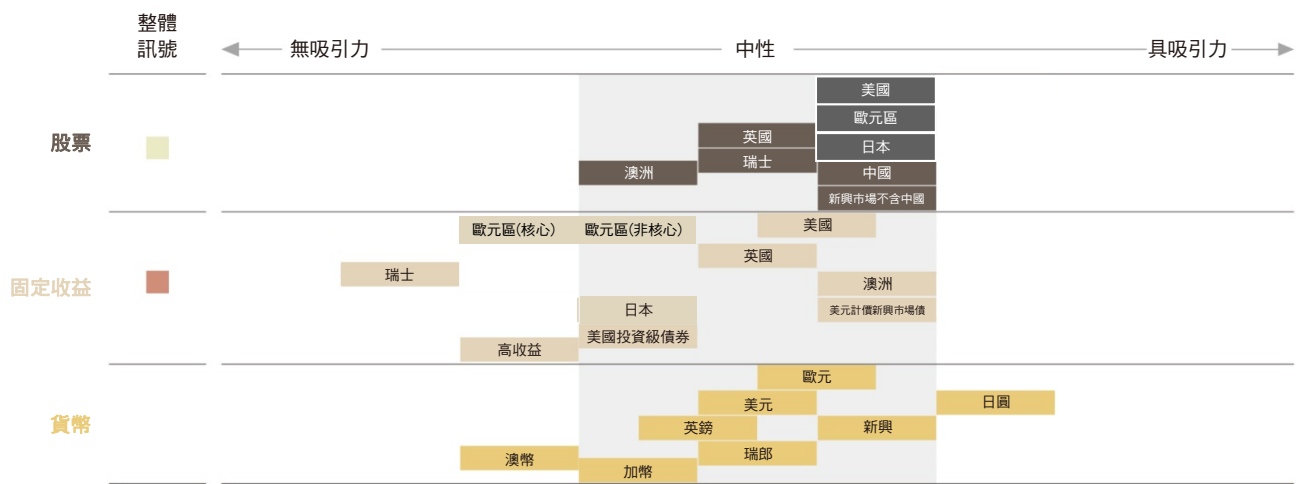 整體
訊號
無吸引力
中性
具吸引力
股票
美國
歐元區
日本
英國
瑞士
澳洲
中國
新興市場不含中國
固定收益
歐元區(核心)
歐元區(非核心)
美國
英國
瑞士
澳洲
日本
美元計價新興市場債
美國投資級債券
高收益
貨幣
歐元
美元
日圓
英鎊
新興
澳幣
加幣
瑞郎